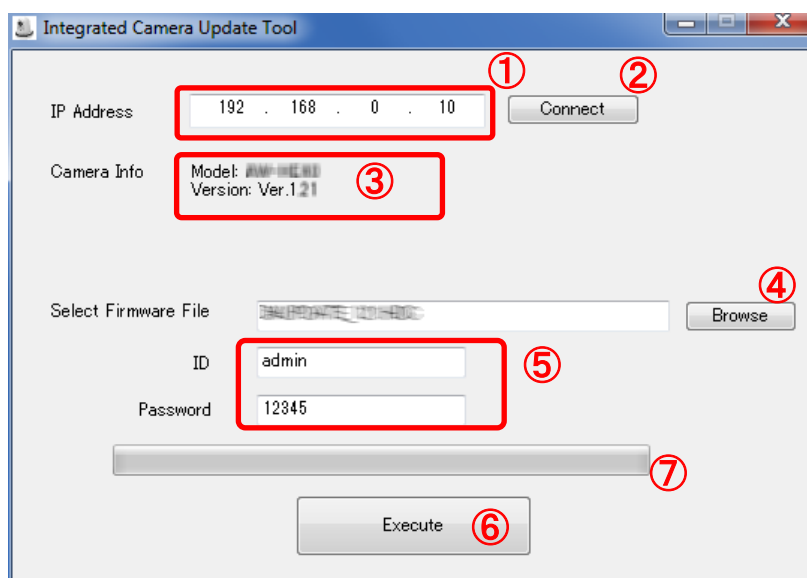 Integrated Camera Update Tool
① ②
IP Address 192 . 168 . 0 . 10 Connect
Camera Info Model:
Version: Ver.1.21
③
④
Select Firmware File Browse
ID admin
⑤
Password 12345
⑦
Execute ⑥